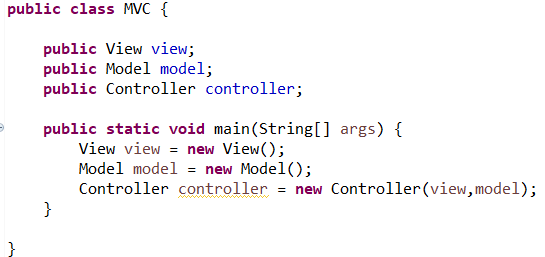 public class MVC {
public View view;
public Model model;
public Controller controller;
public static void main(String[] args) {
View view = new View();
Model model = new Model();
Controller controller = new Controller(view,model);
}
}